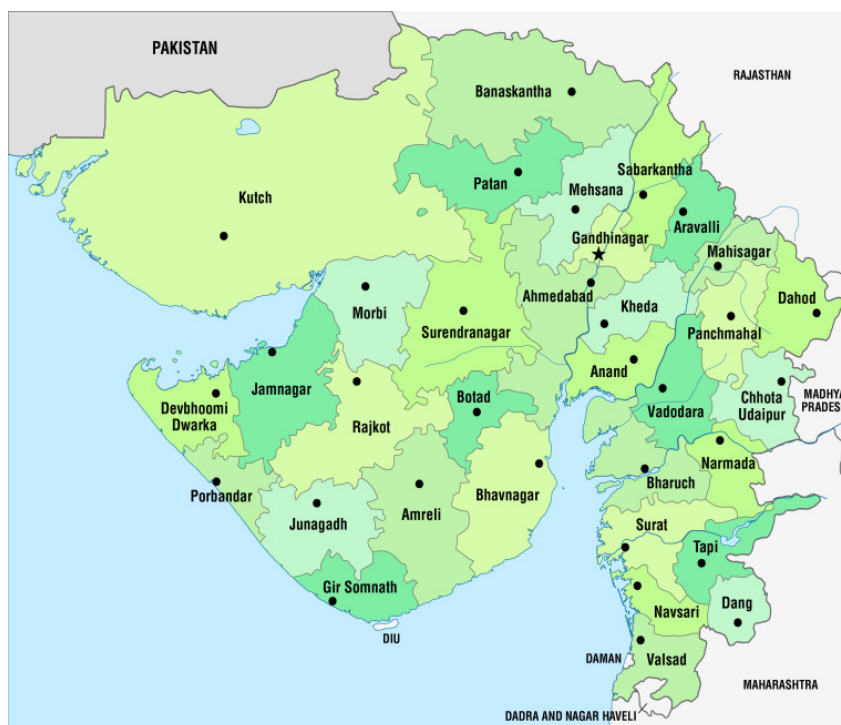 PAKISTAN
RAJASTHAN
Banaskantha
Patan
Mehsana
Sabarkantha
Kutch
Aravalli
Gandhinagar
Mahisagar
Ahmedabad
Morbi
Kheda
Dahod
Surendranagar
Panchmahal
Anand
Jamnagar
Botad
Vadodara
Chhota
Udaipur
MADHYA
PRADES
Devbhoomi
Dwarka
Rajkot
Narmada
Bharuch
Porbandar
Bhavnagar
Junagadh
Amreli
Surat
Tapi
Gir Somnath
Navsari
Dang
DIU
DAMAN
Valsad
MAHARASHTRA
DADRA AND NAGAR HAVELI